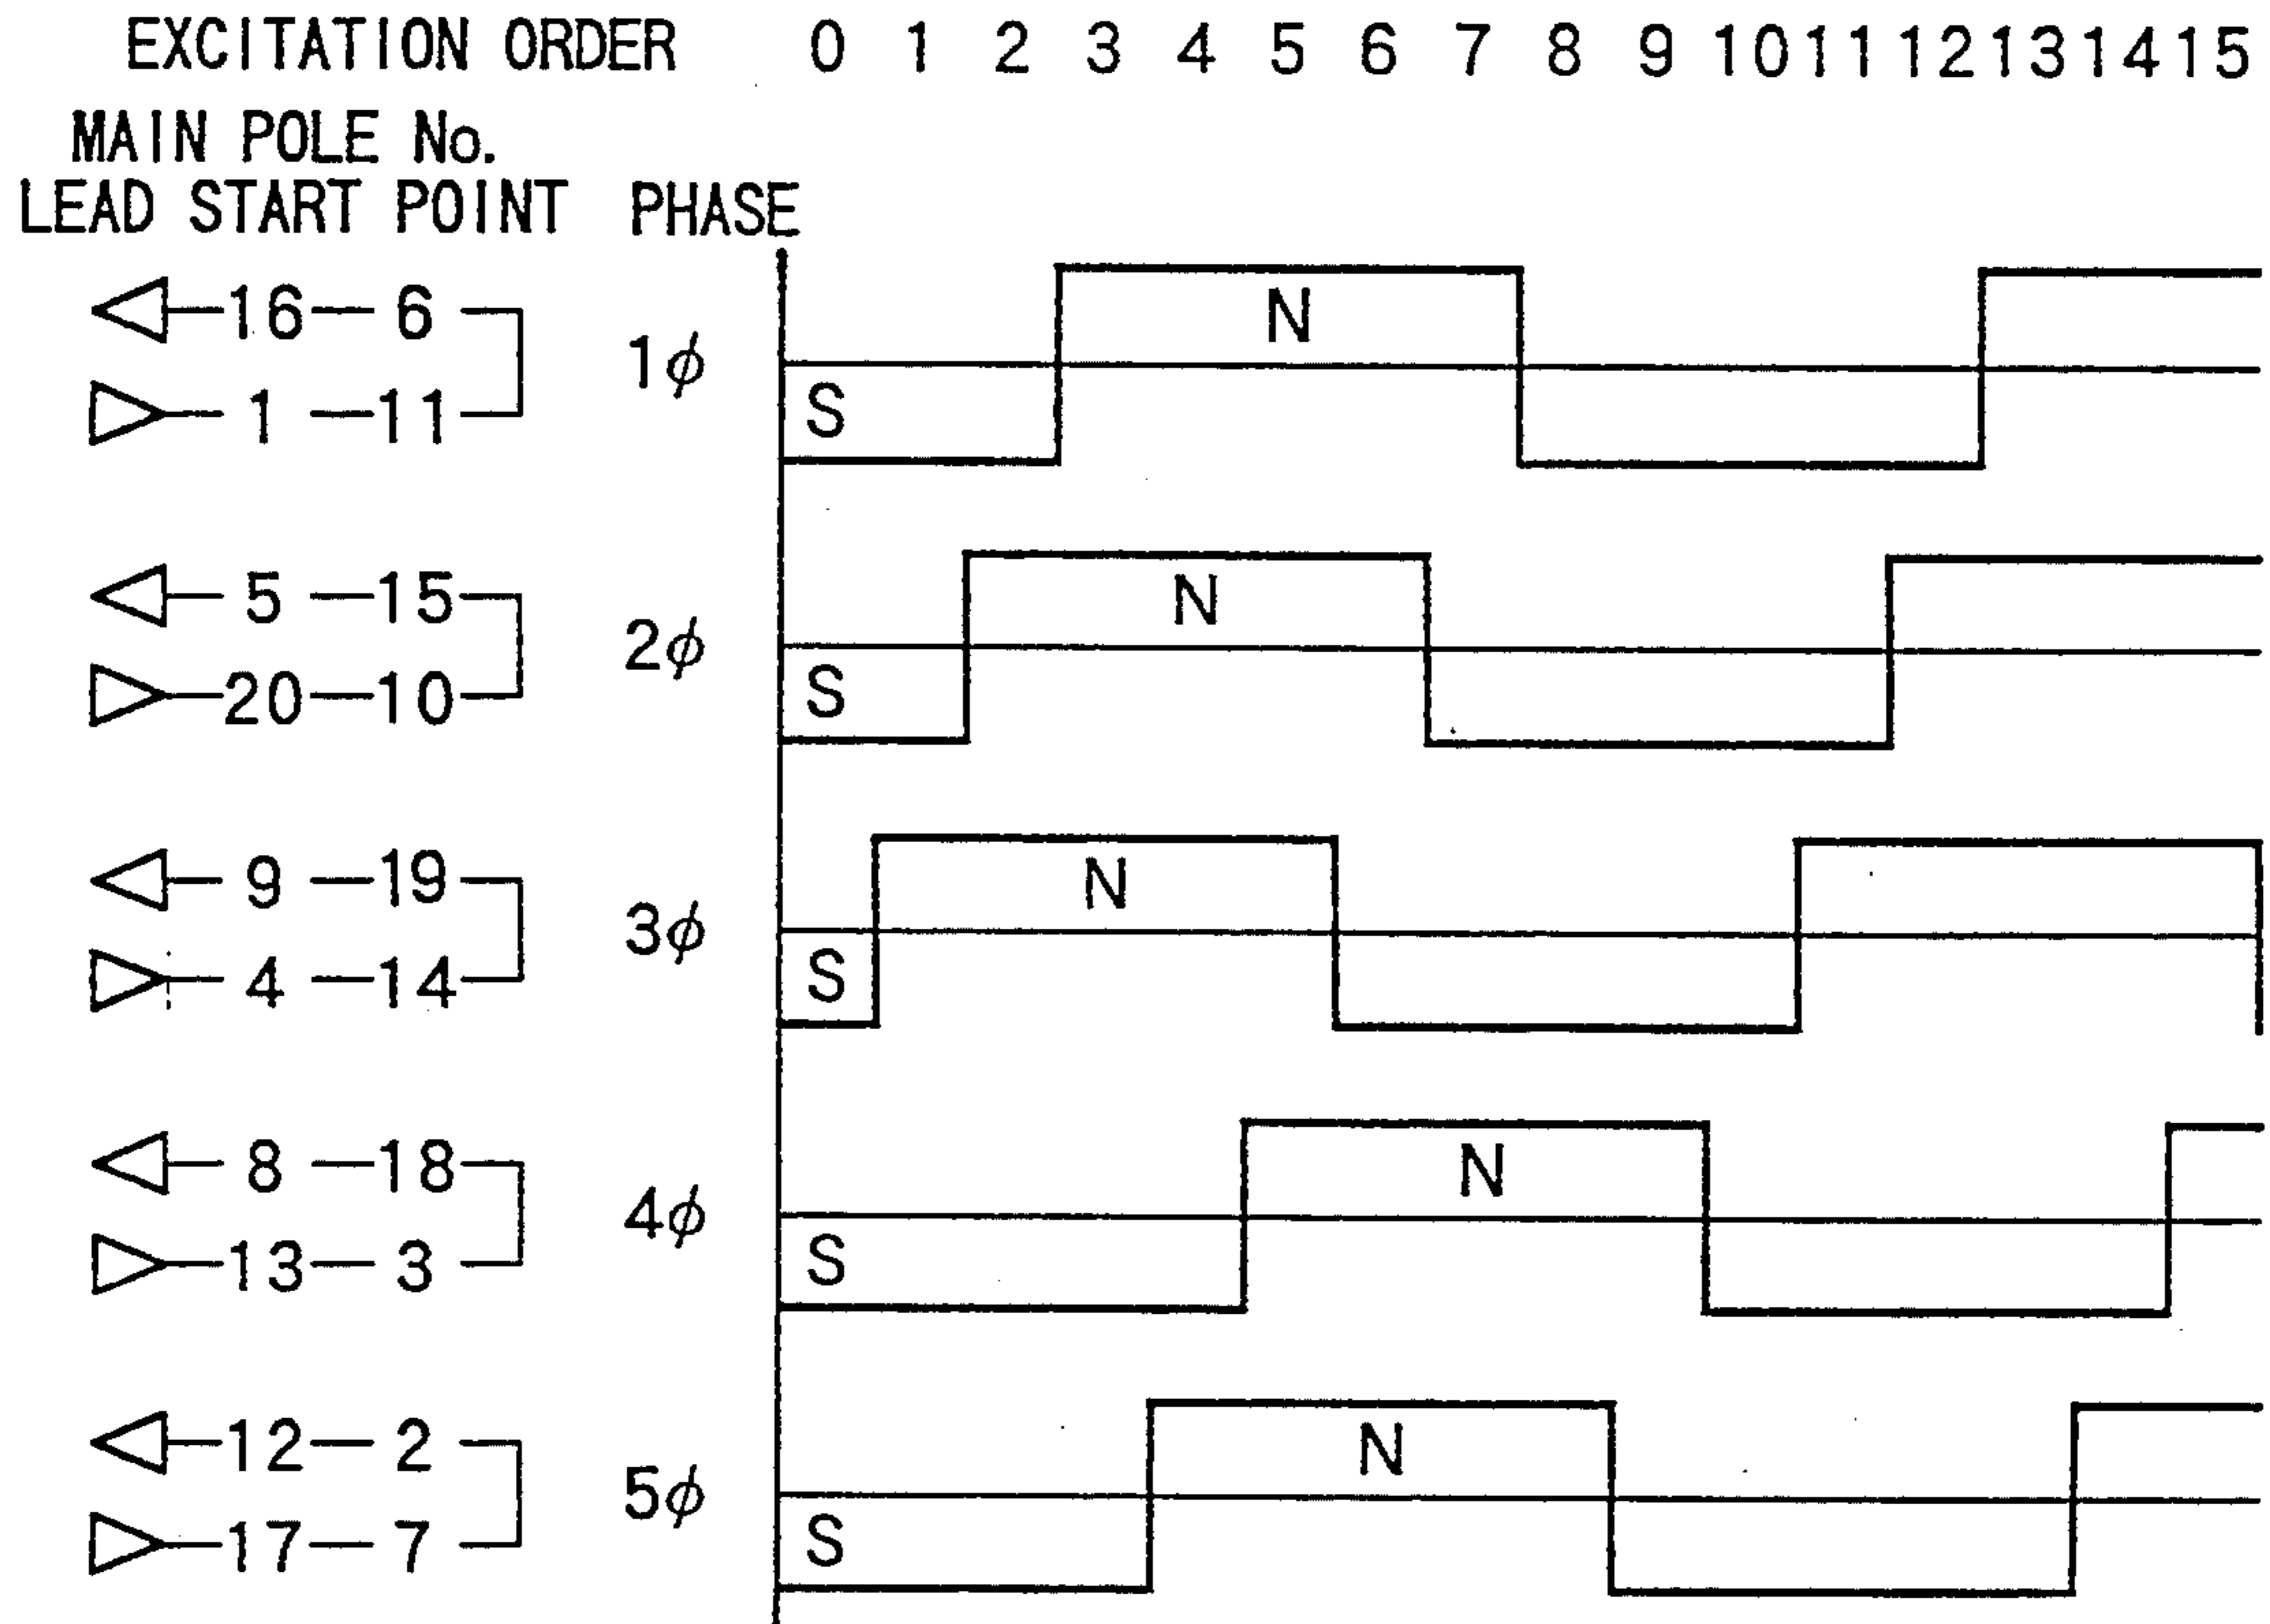 EXCITATION ORDER 0 1 2 3 4 5 6 7 8 9 10 11 12 13 14 15
MAIN POLE No.
LEAD START POINT PHASE
16 6
N
1φ
1 11
S
5 15
N
2φ
20 10
S
9 19
N
3φ
4 14
S
8 18
N
4φ
13 3
S
12 2
N
5φ
17 7
S